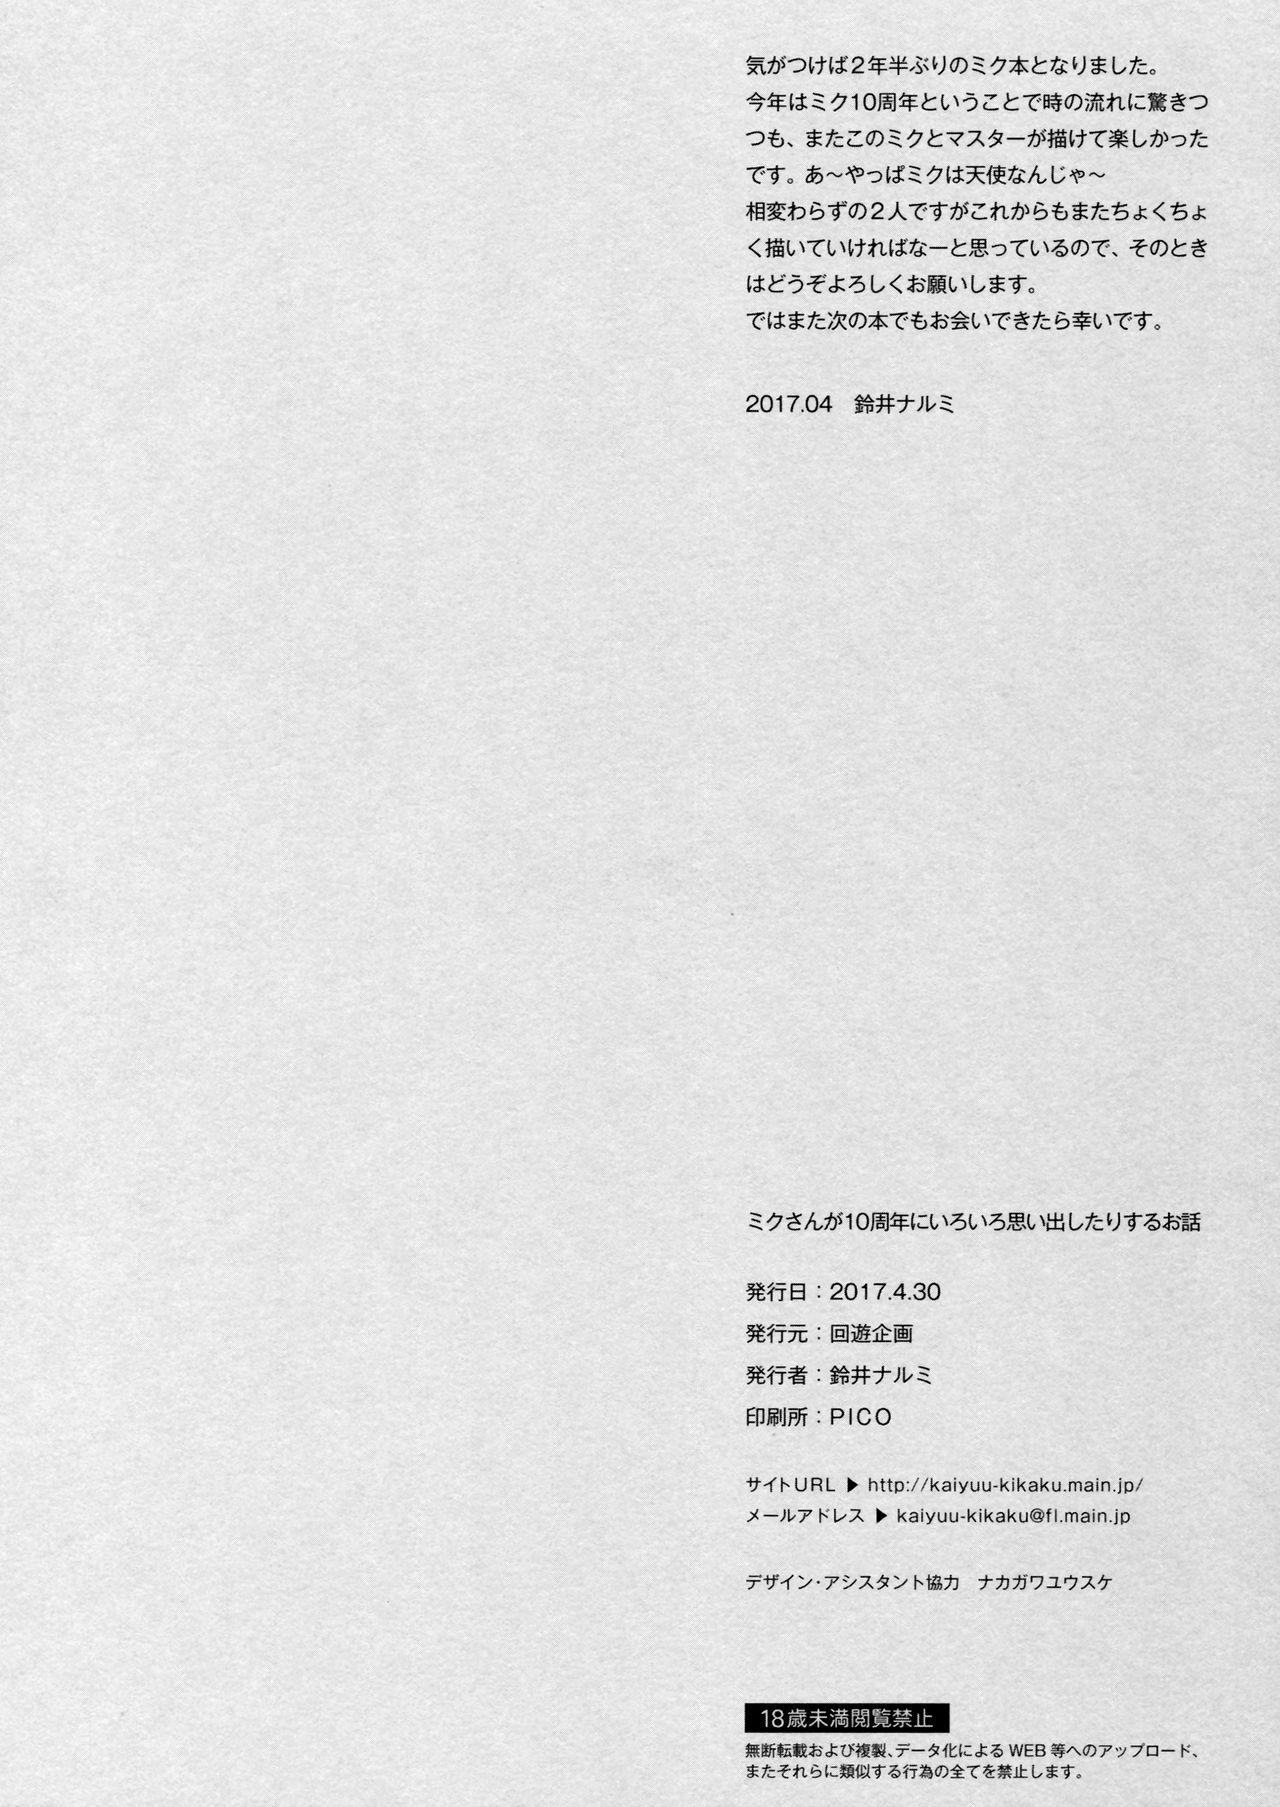 気がつけば２年半ぶりのミク本となりました。
今年はミク10周年ということで時の流れに驚きつ
つも、またこのミクとマスターが描けて楽しかった
です。あ～やっぱミクは天使なんじゃ～
相変わらずの２人ですがこれからもまたちょくちょ
く描いていければなーと思っているので、そのとき
はどうぞよろしくお願いします。
ではまた次の本でもお会いできたら幸いです。
2017.04　鈴井ナルミ
ミクさんが10周年にいろいろ思い出したりするお話
発行日：2017.4.30
発行元：回遊企画
発行者：鈴井ナルミ
印刷所：PICO
サイトURL ▶ http://kaiyuu-kikaku.main.jp/
メールアドレス ▶ kaiyuu-kikaku@fl.main.jp
デザイン・アシスタント協力　ナカガワユウスケ
18歳未満閲覧禁止
無断転載および複製、データ化による WEB 等へのアップロード、
またそれらに類似する行為の全てを禁止します。